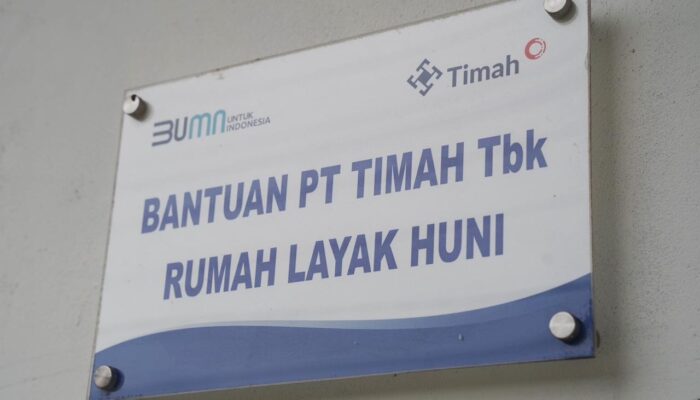 BUMN UNTUK INDONESIA
Timah
BANTUAN PT TIMAH Tbk
RUMAH LAYAK HUNI